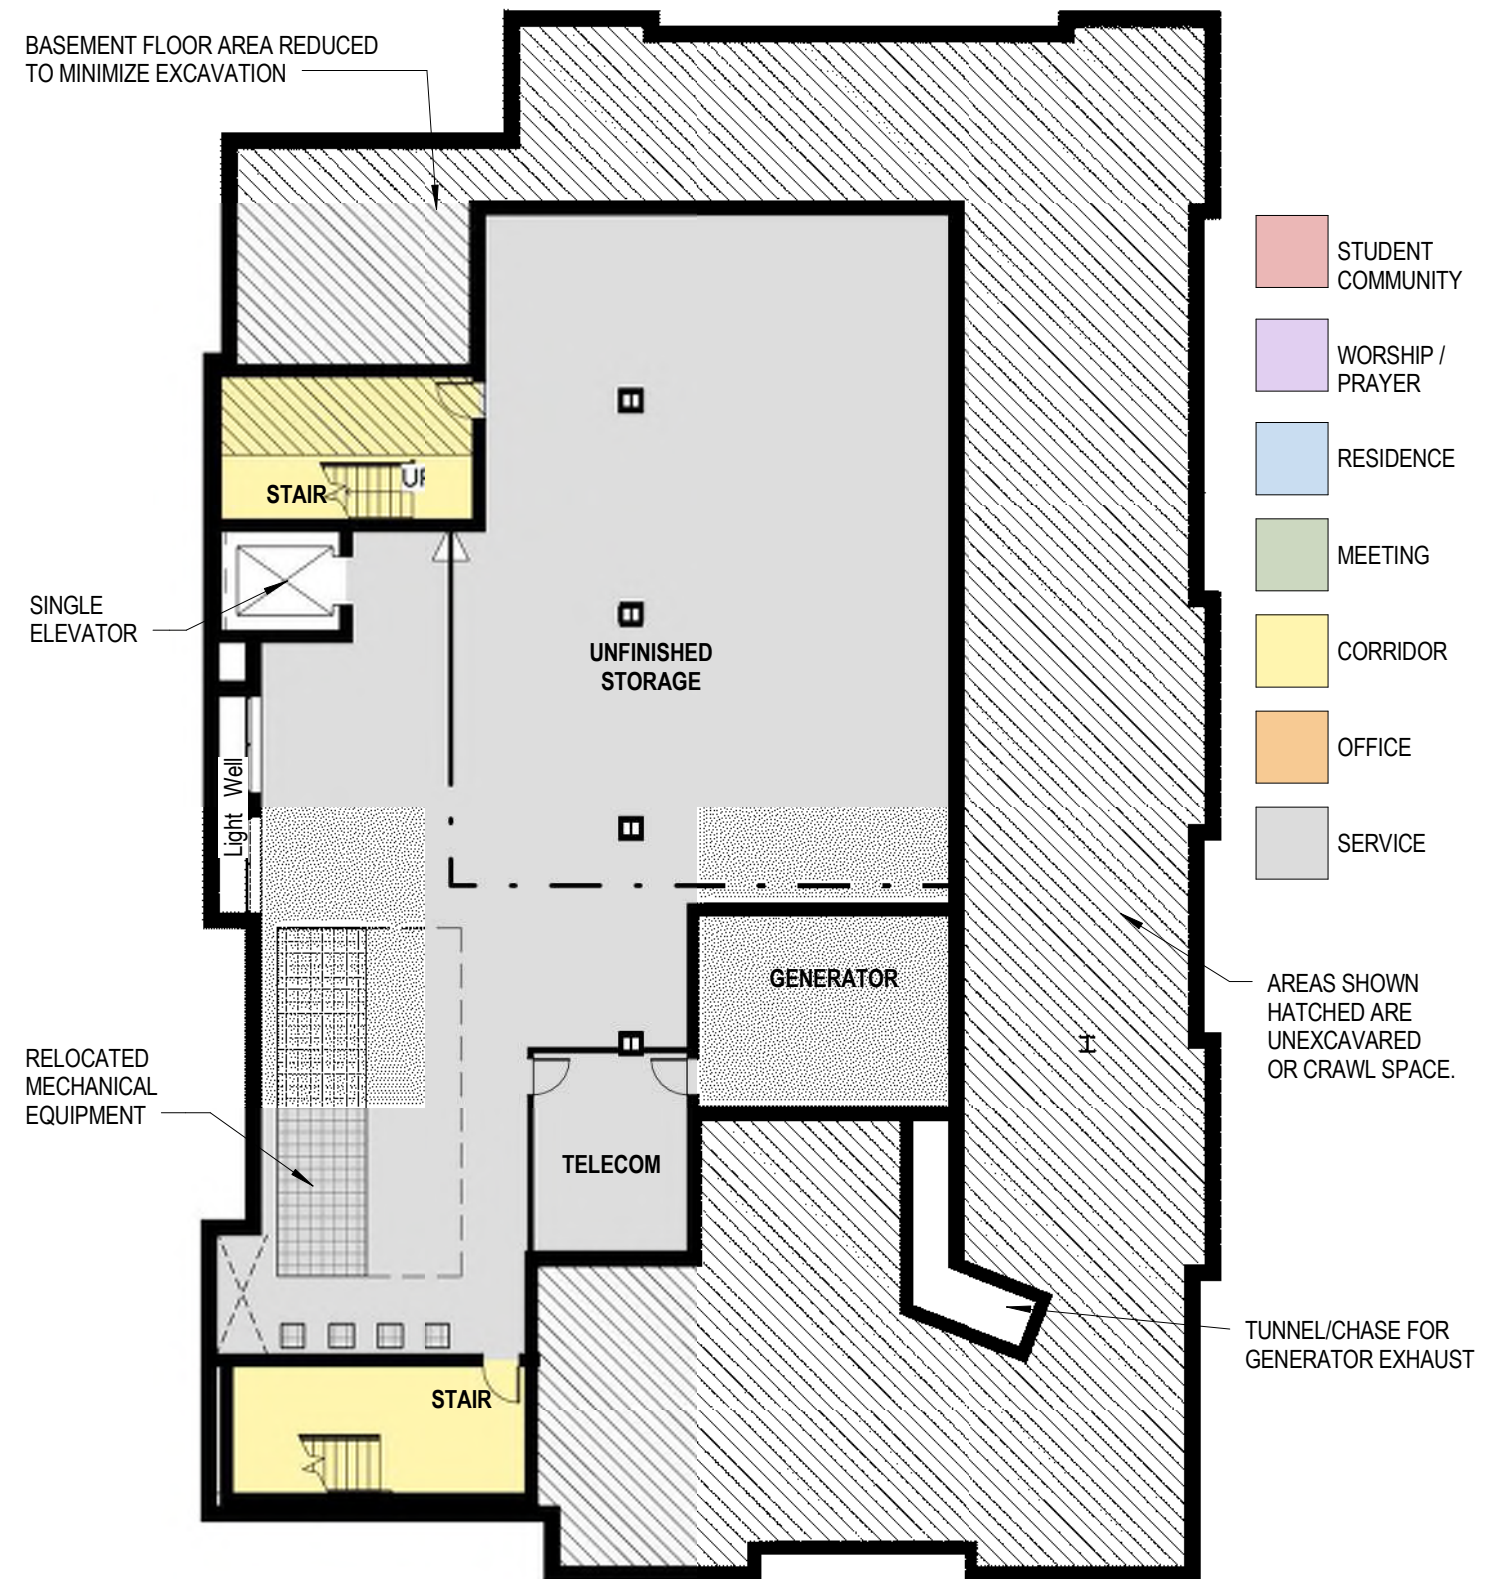 BASEMENT FLOOR AREA REDUCED
TO MINIMIZE EXCAVATION
STUDENT
COMMUNITY
WORSHIP /
PRAYER
RESIDENCE
MEETING
CORRIDOR
OFFICE
SERVICE
UP
STAIR
SINGLE
ELEVATOR
UNFINISHED
STORAGE
Light Well
GENERATOR
AREAS SHOWN
HATCHED ARE
UNEXCAVARED
OR CRAWL SPACE.
RELOCATED
MECHANICAL
EQUIPMENT
TELECOM
TUNNEL/CHASE FOR
GENERATOR EXHAUST
STAIR